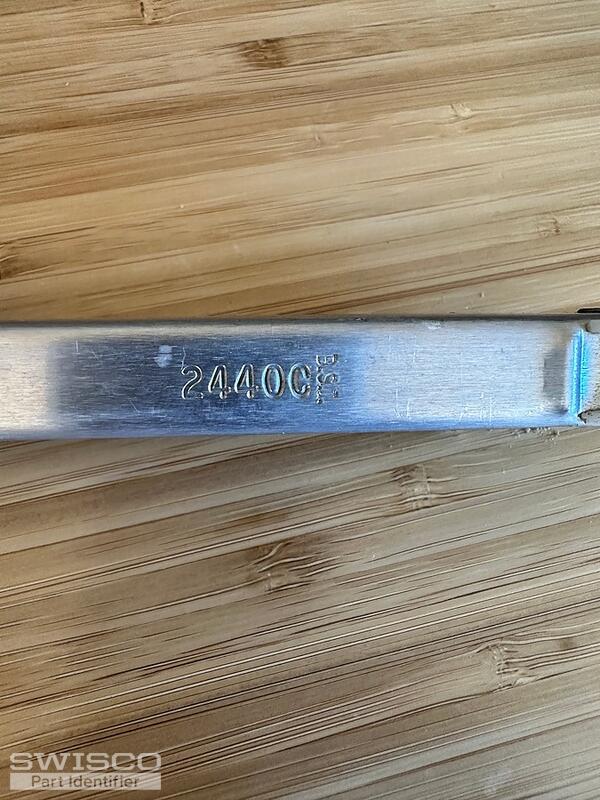 2440C
B.S.I.
SWISCO
Part Identifier